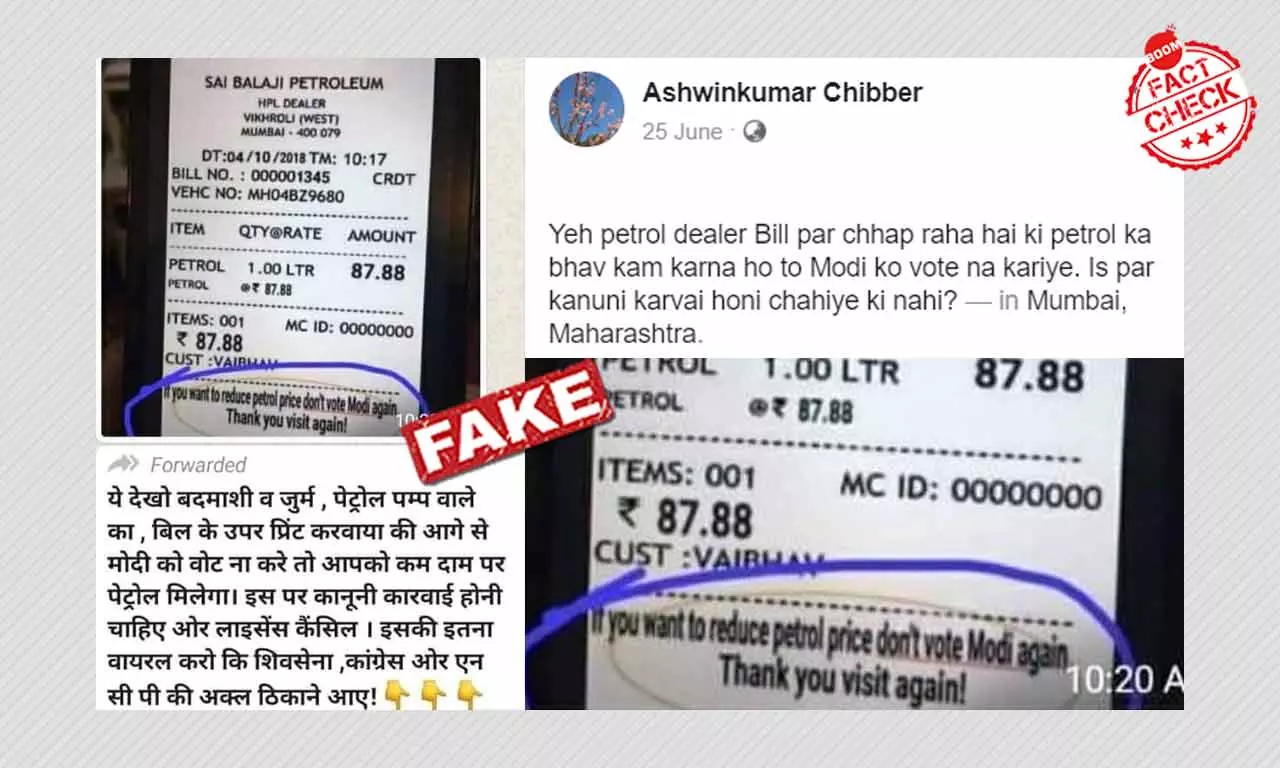 SAI BALAJI PETROLEUM
HPL DEALER
VIKHROLI (WEST)
MUMBAI - 400 079
DT:04/10/2018 TM: 10:17
BILL NO. : 000001345 CRDT
VEHC NO: MH04BZ9680
ITEM QTY@RATE AMOUNT
PETROL 1.00 LTR 87.88
PETROL @₹ 87.88
ITEMS: 001 MC ID: 00000000
₹ 87.88
CUST :VAIBHAV
If you want to reduce petrol price don't vote Modi again
Thank you visit again!
Forwarded
ये देखो बदमाशी व जुर्म , पेट्रोल पम्प वाले
का , बिल के उपर प्रिंट करवाया की आगे से
मोदी को वोट ना करे तो आपको कम दाम पर
पेट्रोल मिलेगा। इस पर कानूनी कारवाई होनी
चाहिए ओर लाइसेंस कैंसिल । इसकी इतना
वायरल करो कि शिवसेना ,कांग्रेस ओर एन
सी पी की अक्ल ठिकाने आए! 👇 👇 👇
FAKE
Ashwinkumar Chibber
25 June ·
Yeh petrol dealer Bill par chhap raha hai ki petrol ka
bhav kam karna ho to Modi ko vote na kariye. Is par
kanuni karvai honi chahiye ki nahi? — in Mumbai,
Maharashtra.
PETROL 1.00 LTR 87.88
PETROL @₹ 87.88
ITEMS: 001 MC ID: 00000000
₹ 87.88
CUST :VAIBHAV
If you want to reduce petrol price don't vote Modi again
Thank you visit again!
10:20 A
BOOM
FACT
CHECK